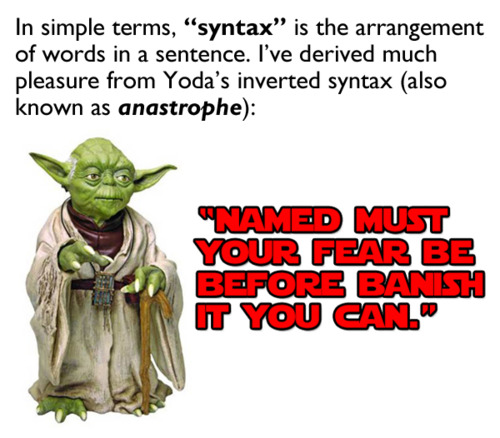 In simple terms, “syntax” is the arrangement
of words in a sentence. I’ve derived much
pleasure from Yoda’s inverted syntax (also
known as anastrophe):
“NAMED MUST
YOUR FEAR BE
BEFORE BANISH
IT YOU CAN.”